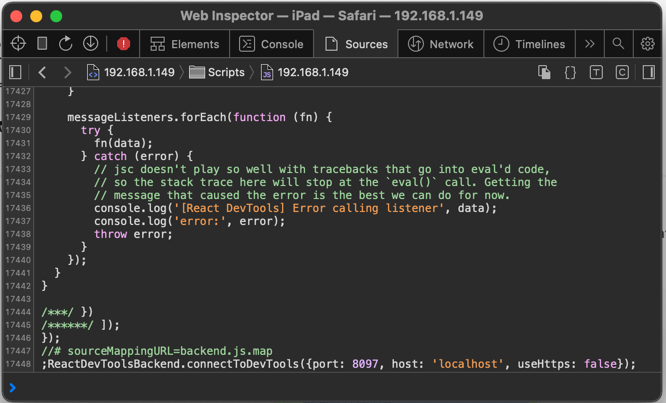 Web Inspector — iPad — Safari — 192.168.1.149
Elements
Console
Sources
Network
Timelines
192.168.1.149
Scripts
192.168.1.149
17427 }
17428
17429 messageListeners.forEach(function (fn) {
17430 try {
17431 fn(data);
17432 } catch (error) {
17433 // jsc doesn't play so well with tracebacks that go into eval'd code,
17434 // so the stack trace here will stop at the `eval()` call. Getting the
17435 // message that caused the error is the best we can do for now.
17436 console.log('[React DevTools] Error calling listener', data);
17437 console.log('error:', error);
17438 throw error;
17439 }
17440 });
17441 }
17442 }
17443
17444 /***/ })
17445 /******/ ]);
17446 });
17447 //# sourceMappingURL=backend.js.map
17448 ;ReactDevToolsBackend.connectToDevTools({port: 8097, host: 'localhost', useHttps: false});